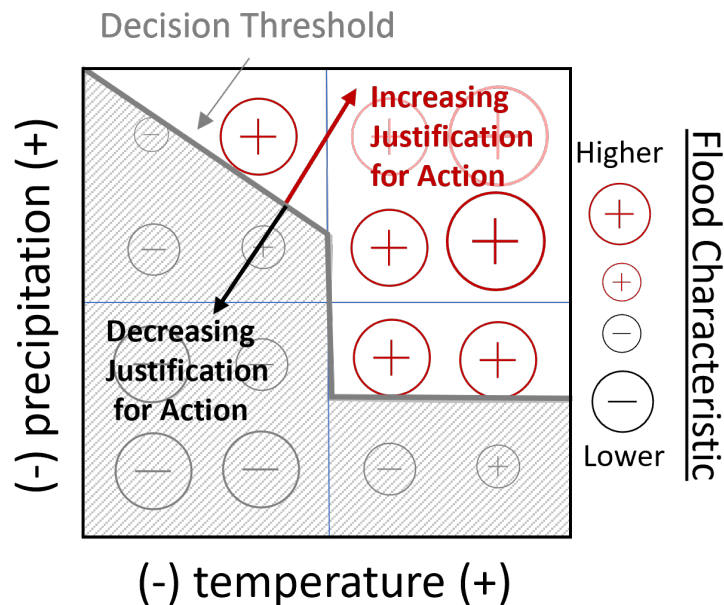 Decision Threshold
Increasing
Justification
for Action
Decreasing
Justification
for Action
(-) precipitation (+)
(-) temperature (+)
Higher
Lower
Flood Characteristic